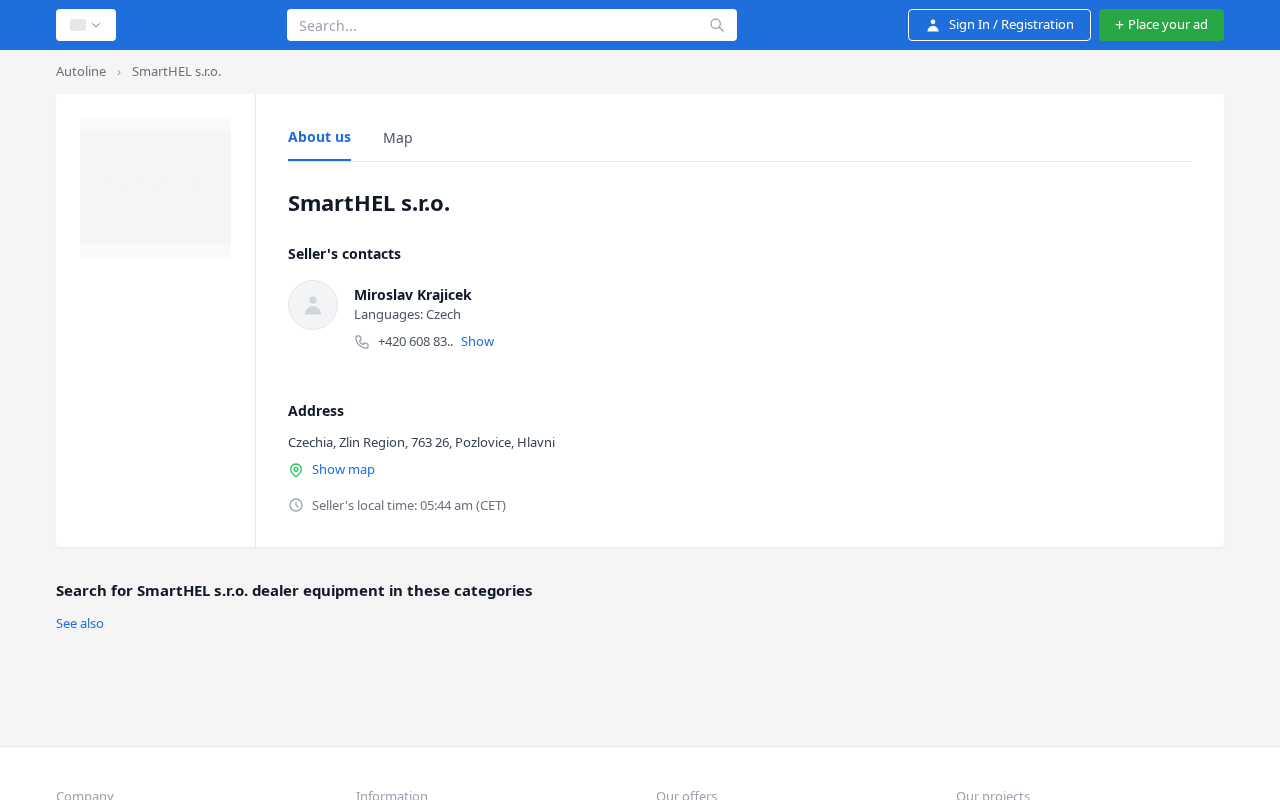 Search...
Sign In / Registration
+ Place your ad
Autoline › SmartHEL s.r.o.
About us
Map
SmartHEL s.r.o.
Seller's contacts
Miroslav Krajicek
Languages: Czech
+420 608 83.. Show
Address
Czechia, Zlin Region, 763 26, Pozlovice, Hlavni
Show map
Seller's local time: 05:44 am (CET)
Search for SmartHEL s.r.o. dealer equipment in these categories
See also
Company
Information
Our offers
Our projects